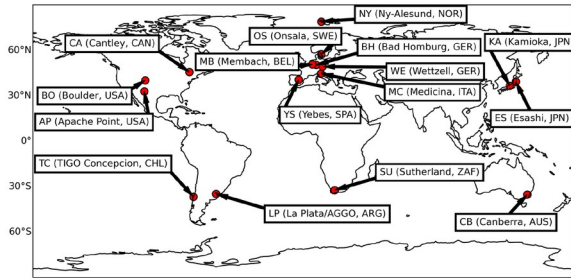 NY (Ny-Alesund, NOR)
OS (Onsala, SWE)
CA (Cantley, CAN)
BH (Bad Homburg, GER)
KA (Kamioka, JPN
60°N
MB (Membach, BEL)
WE (Wettzell, GER)
BO (Boulder, USA)
MC (Medicina, ITA)
30°N
AP (Apache Point, USA)
YS (Yebes, SPA)
ES (Esashi, JPN)
0°
TC (TIGO Concepcion, CHL)
SU (Sutherland, ZAF)
30°S
LP (La Plata/AGGO, ARG)
CB (Canberra, AUS)
60°S